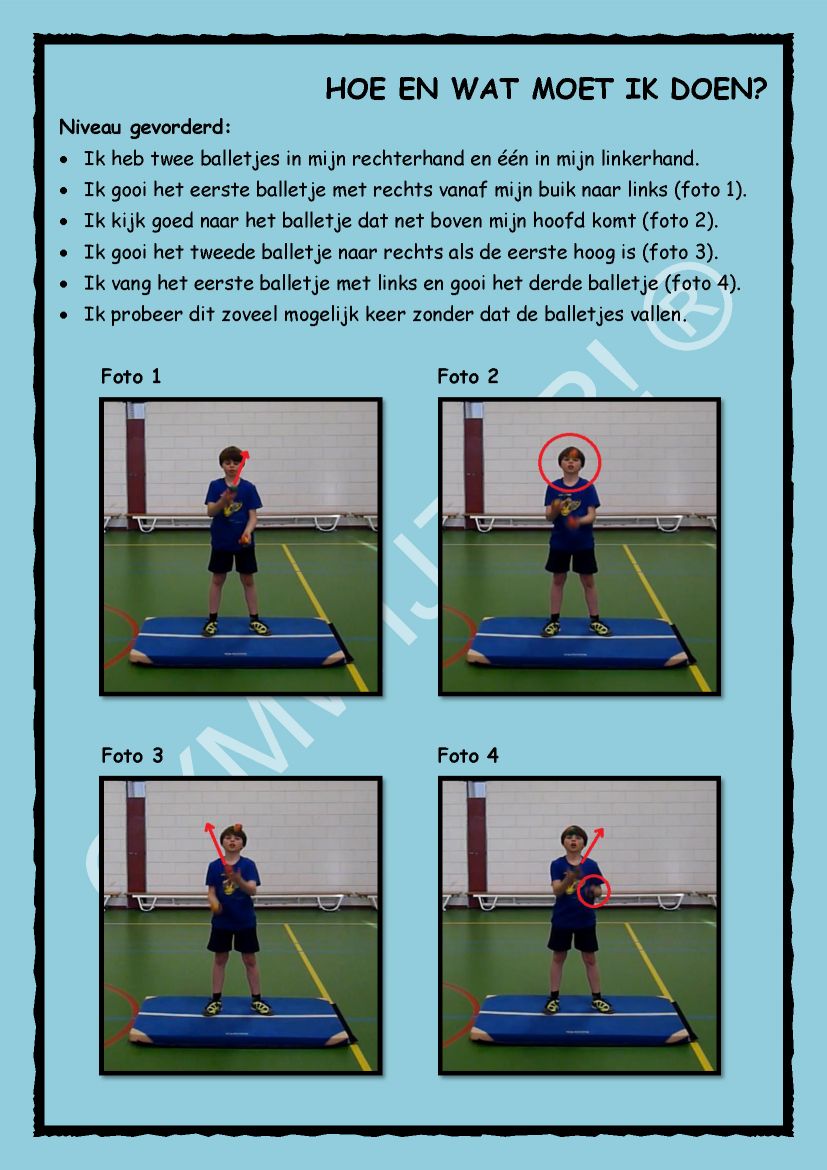 HOE EN WAT MOET IK DOEN?
Niveau gevorderd:
• Ik heb twee balletjes in mijn rechterhand en één in mijn linkerhand.
• Ik gooi het eerste balletje met rechts vanaf mijn buik naar links (foto 1).
• Ik kijk goed naar het balletje dat net boven mijn hoofd komt (foto 2).
• Ik gooi het tweede balletje naar rechts als de eerste hoog is (foto 3).
• Ik vang het eerste balletje met links en gooi het derde balletje (foto 4).
• Ik probeer dit zoveel mogelijk keer zonder dat de balletjes vallen.
Foto 1
Foto 2
Foto 3
Foto 4